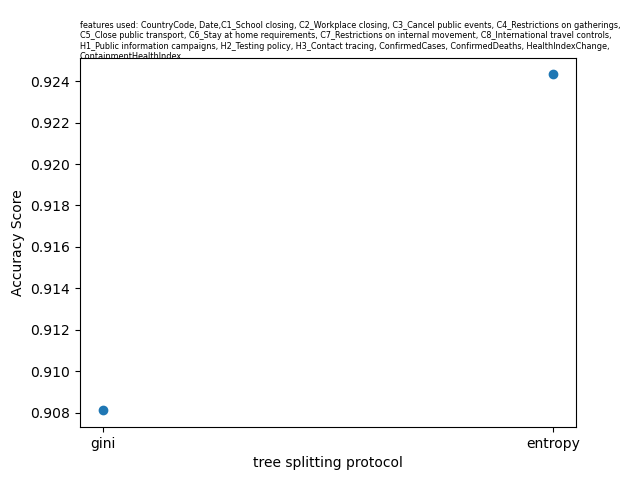 features used: CountryCode, Date,C1_School closing, C2_Workplace closing, C3_Cancel public events, C4_Restrictions on gatherings,
C5_Close public transport, C6_Stay at home requirements, C7_Restrictions on internal movement, C8_International travel controls,
H1_Public information campaigns, H2_Testing policy, H3_Contact tracing, ConfirmedCases, ConfirmedDeaths, HealthIndexChange,
ContainmentHealthIndex
0.924
0.922
0.920
0.918
0.916
0.914
0.912
0.910
0.908
Accuracy Score
gini
entropy
tree splitting protocol